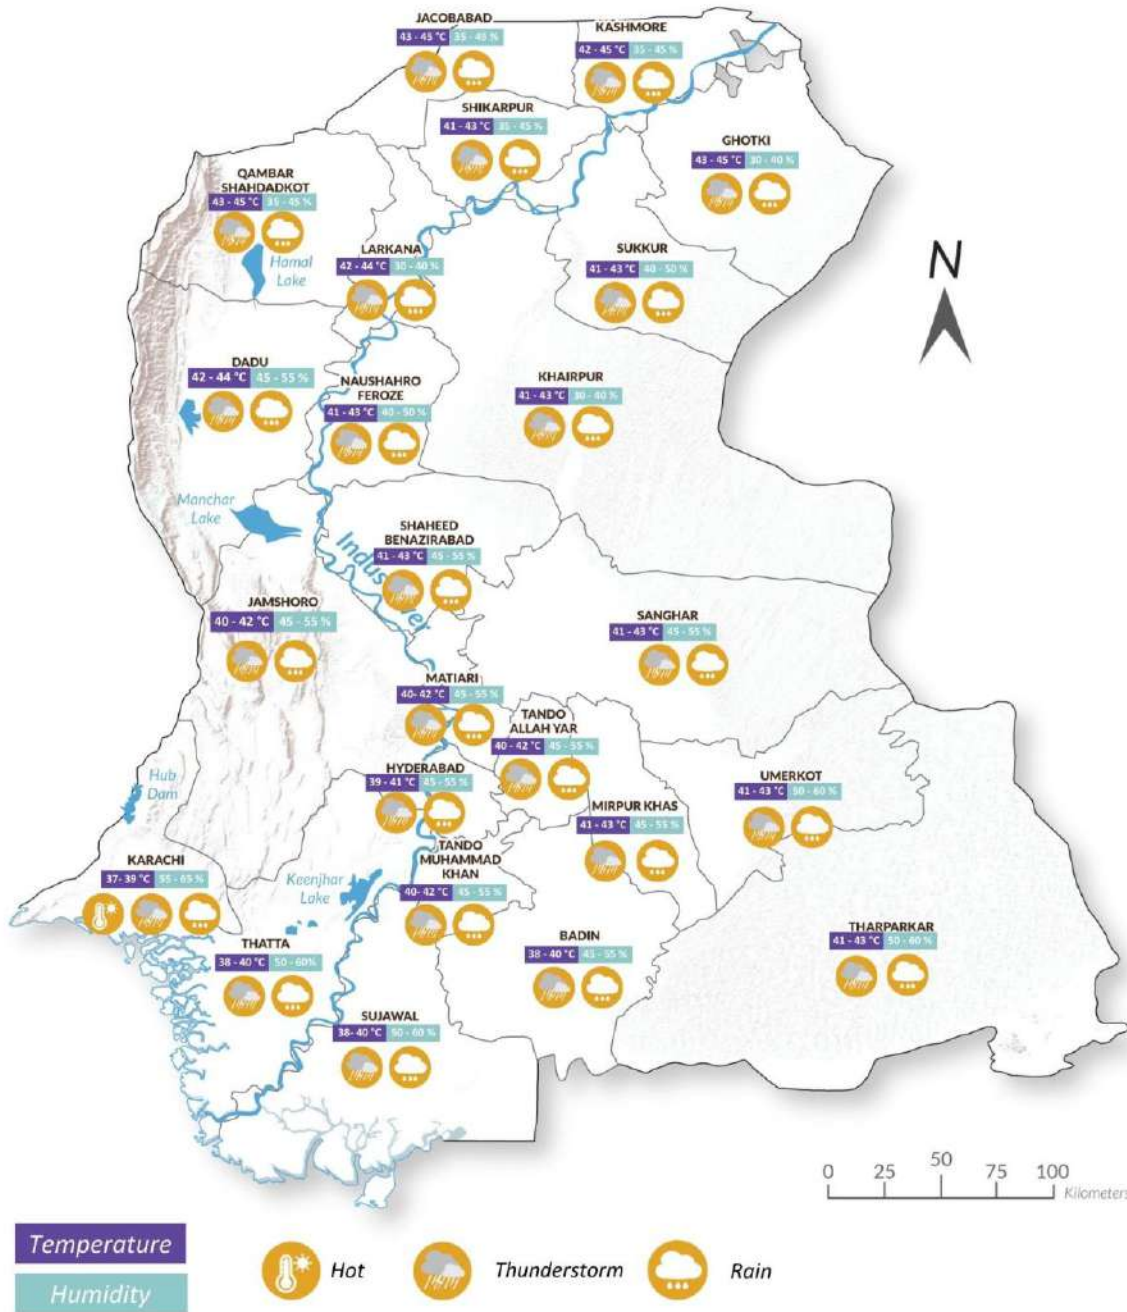 JACOBABAD
43 - 45 °C 35 - 45 %
KASHMORE
42 - 45 °C 35 - 45 %
SHIKARPUR
41 - 43 °C 35 - 45 %
GHOTKI
43 - 45 °C 30 - 40 %
QAMBAR
SHAHDADKOT
43 - 45 °C 35 - 45 %
Hamal
Lake
LARKANA
42 - 44 °C 30 - 40 %
SUKKUR
41 - 43 °C 40 - 50 %
N
DADU
42 - 44 °C 45 - 55 %
NAUSHAHRO
FEROZE
41 - 43 °C 40 - 50 %
KHAIRPUR
41 - 43 °C 30 - 40 %
Manchar
Lake
SHAHEED
BENAZIRABAD
41 - 43 °C 45 - 55 %
Indus
JAMSHORO
40 - 42 °C 45 - 55 %
SANGHAR
41 - 43 °C 45 - 55 %
MATIARI
40- 42 °C 45 - 55 %
TANDO
ALLAH YAR
40 - 42 °C 45 - 55 %
HYDERABAD
39 - 41 °C 45 - 55 %
UMERKOT
41 - 43 °C 50 - 60 %
Hub
Dam
MIRPUR KHAS
41 - 43 °C 45 - 55 %
TANDO
MUHAMMAD
KHAN
40- 42 °C 45 - 55 %
KARACHI
37- 39 °C 55 - 65 %
Keenjhar
Lake
THATTA
38 - 40 °C 50 - 60%
BADIN
38 - 40 °C 45 - 55 %
THARPARKAR
41 - 43 °C 50 - 60 %
SUJAWAL
38- 40 °C 50 - 60 %
0 25 50 75 100
Kilometers
Temperature
Humidity
Hot
Thunderstorm
Rain